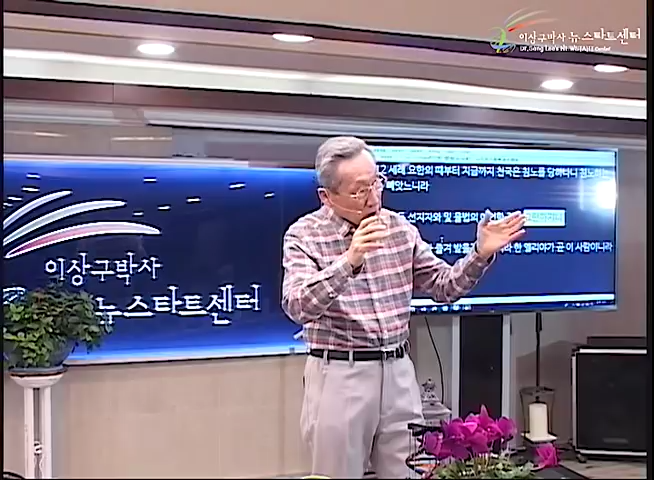 이상구박사 뉴스타트센터
Dr. Sang Lee's NEWSTART Center
12 세례 요한의 때부터 지금까지 천국은 침노를 당하나니 침노하는
빼앗느니라
선지자와 및 율법의
엘리야가 곧 이 사람이니라
이상구박사
뉴스타트센터